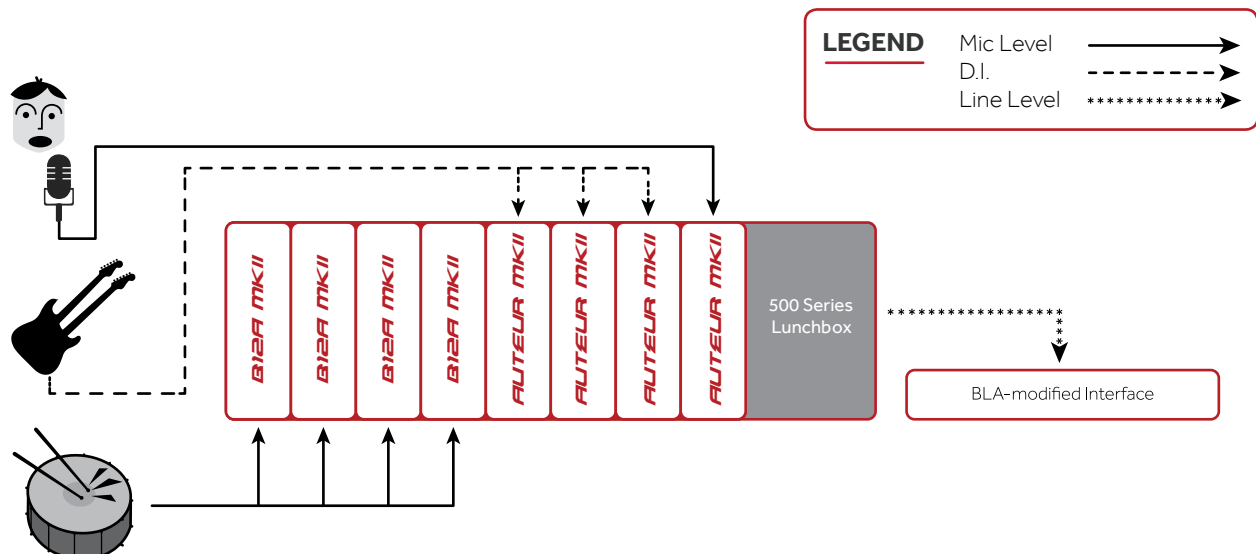 LEGEND
Mic Level
D.I.
Line Level
B12A MKII
B12A MKII
B12A MKII
B12A MKII
AUTEUR MKII
AUTEUR MKII
AUTEUR MKII
AUTEUR MKII
500 Series
Lunchbox
BLA-modified Interface